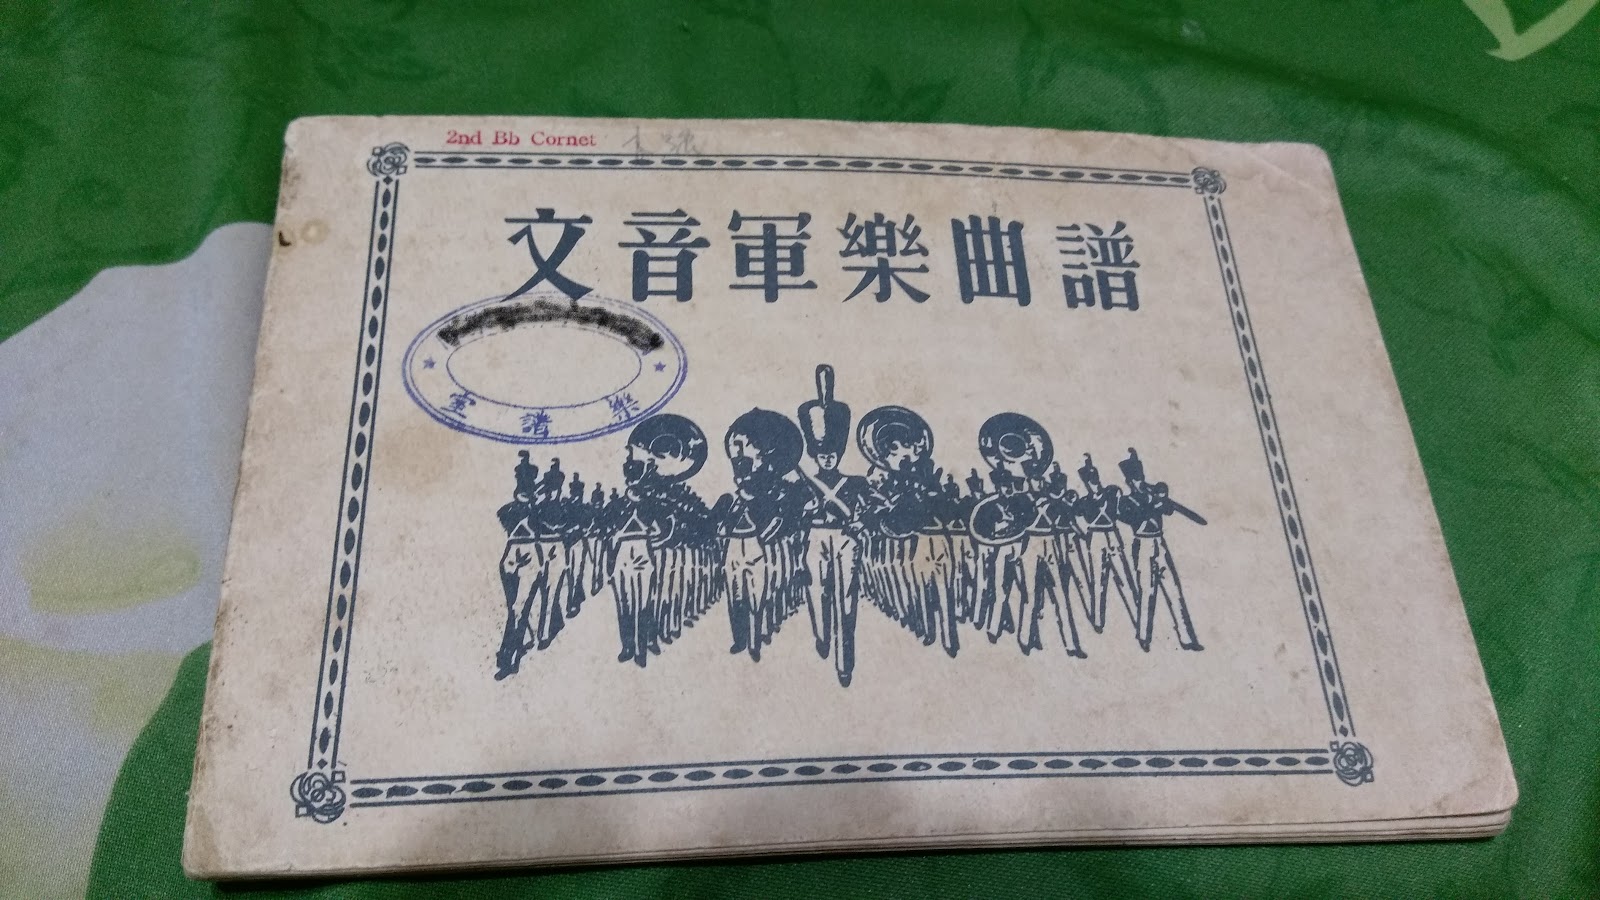 2nd Bb Cornet
文音軍樂曲譜
室譜樂